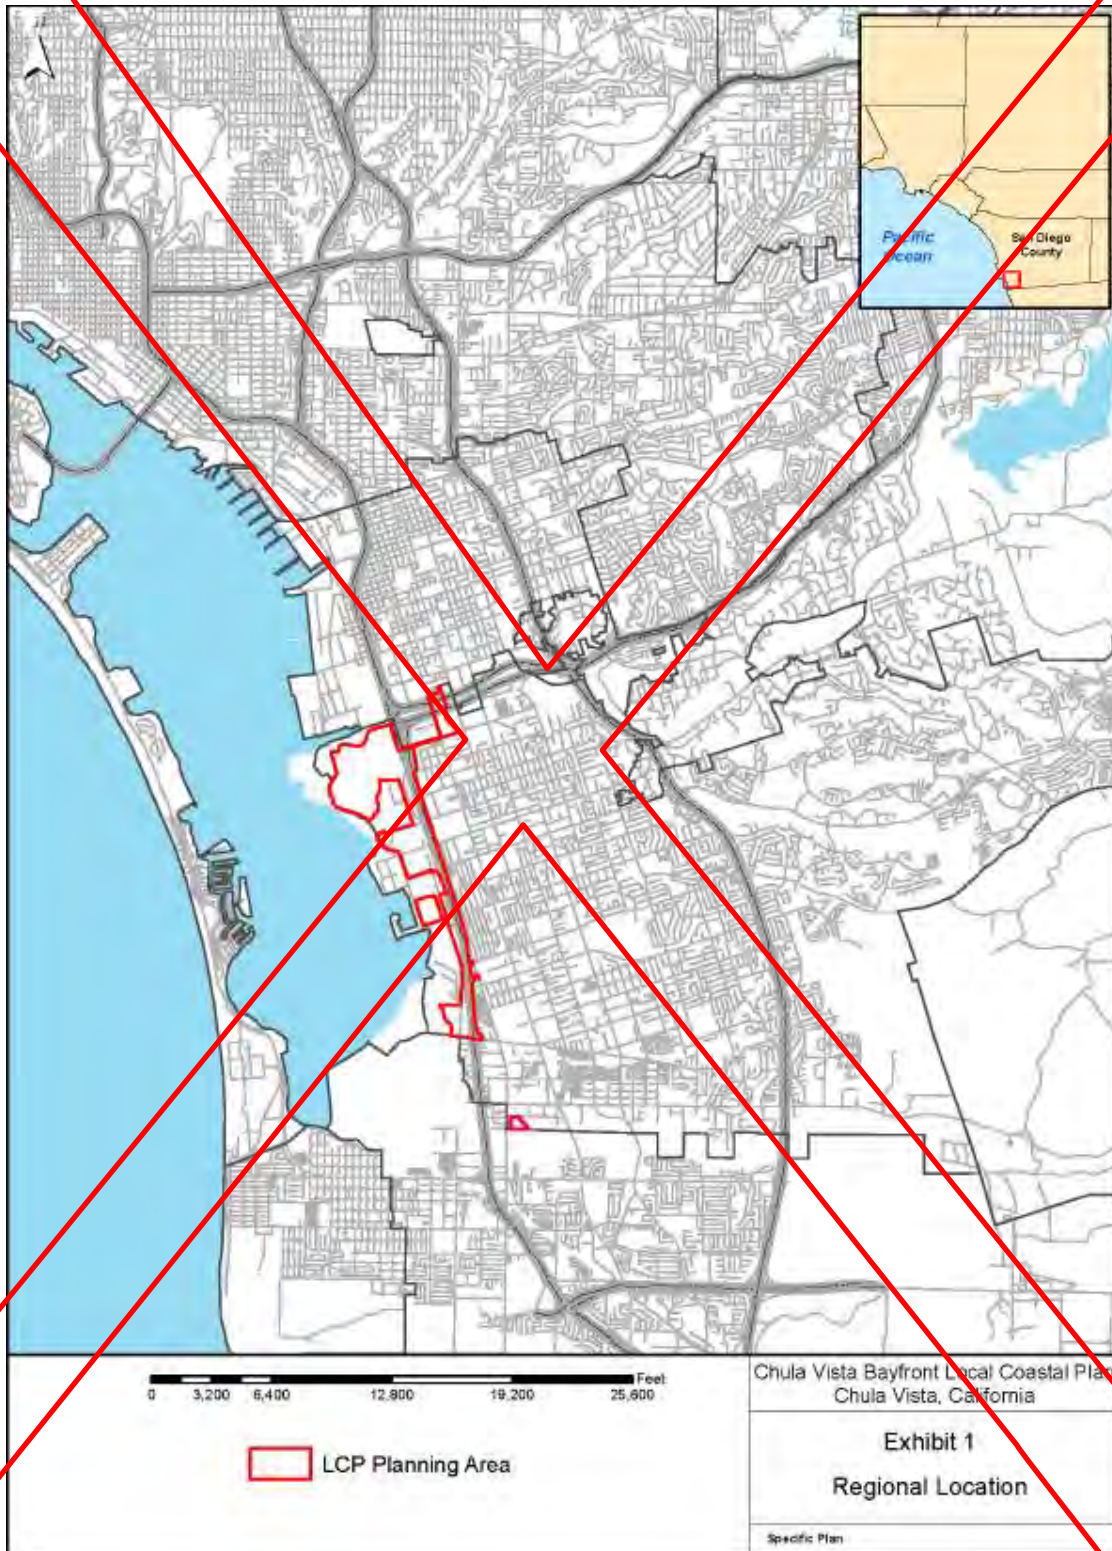 Pacific
Ocean
San Diego
County
Feet
0 3,200 6,400 12,800 19,200 25,600
LCP Planning Area
Chula Vista Bayfront Local Coastal Plan
Chula Vista, California
Exhibit 1
Regional Location
Specific Plan